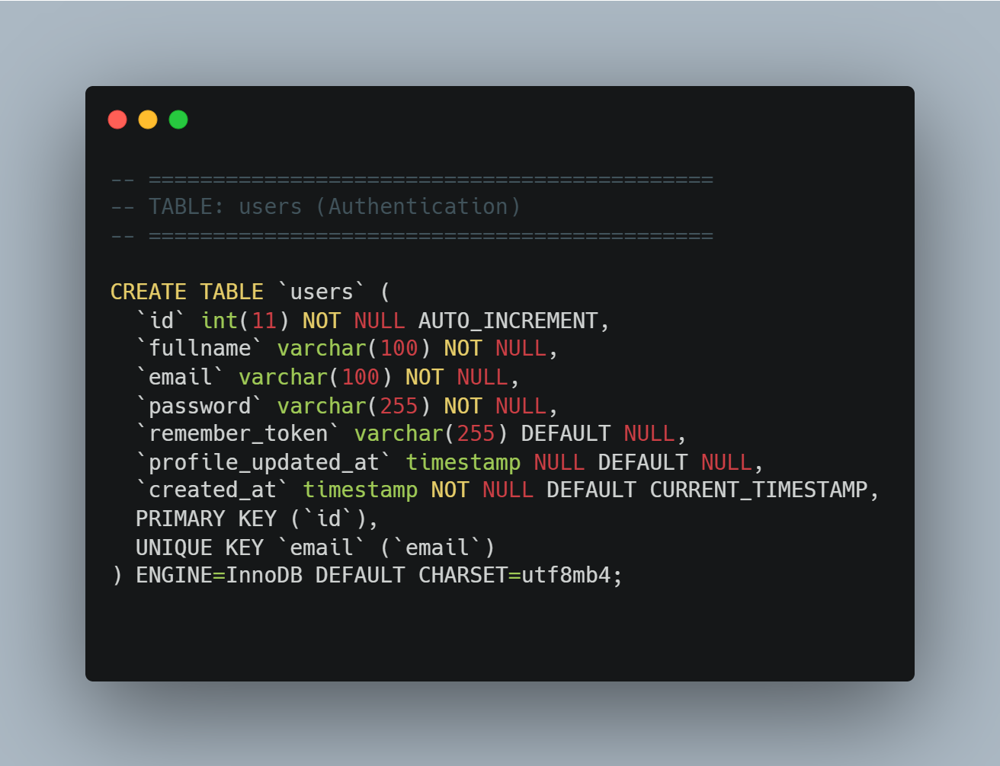 -- ============================================
-- TABLE: users (Authentication)
-- ============================================
CREATE TABLE `users` (
  `id` int(11) NOT NULL AUTO_INCREMENT,
  `fullname` varchar(100) NOT NULL,
  `email` varchar(100) NOT NULL,
  `password` varchar(255) NOT NULL,
  `remember_token` varchar(255) DEFAULT NULL,
  `profile_updated_at` timestamp NULL DEFAULT NULL,
  `created_at` timestamp NOT NULL DEFAULT CURRENT_TIMESTAMP,
  PRIMARY KEY (`id`),
  UNIQUE KEY `email` (`email`)
) ENGINE=InnoDB DEFAULT CHARSET=utf8mb4;